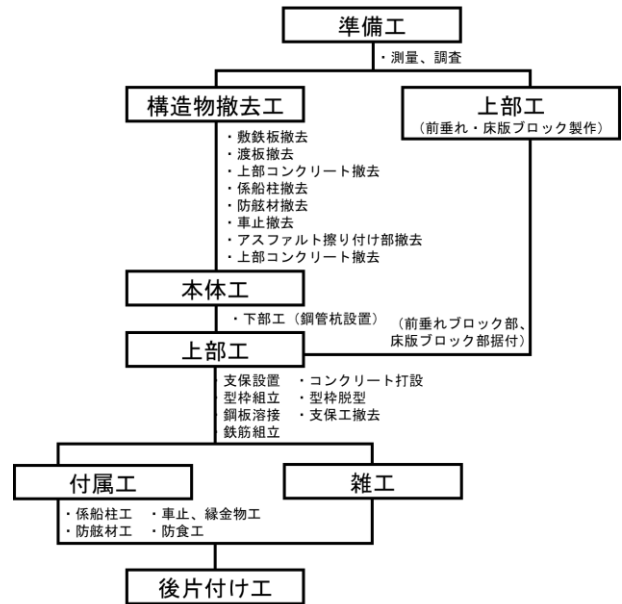 準備工
・測量、調査
構造物撤去工
上部工
（前垂れ・床版ブロック製作）
・敷鉄板撤去
・渡板撤去
・上部コンクリート撤去
・係船柱撤去
・防舷材撤去
・車止撤去
・アスファルト擦り付け部撤去
・上部コンクリート撤去
本体工
・下部工（鋼管杭設置）
（前垂れブロック部、
床版ブロック部据付）
上部工
・支保設置　・コンクリート打設
・型枠組立　・型枠脱型
・鋼板溶接　・支保工撤去
・鉄筋組立
付属工
雑工
・係船柱工　・車止、縁金物工
・防舷材工　・防食工
後片付け工